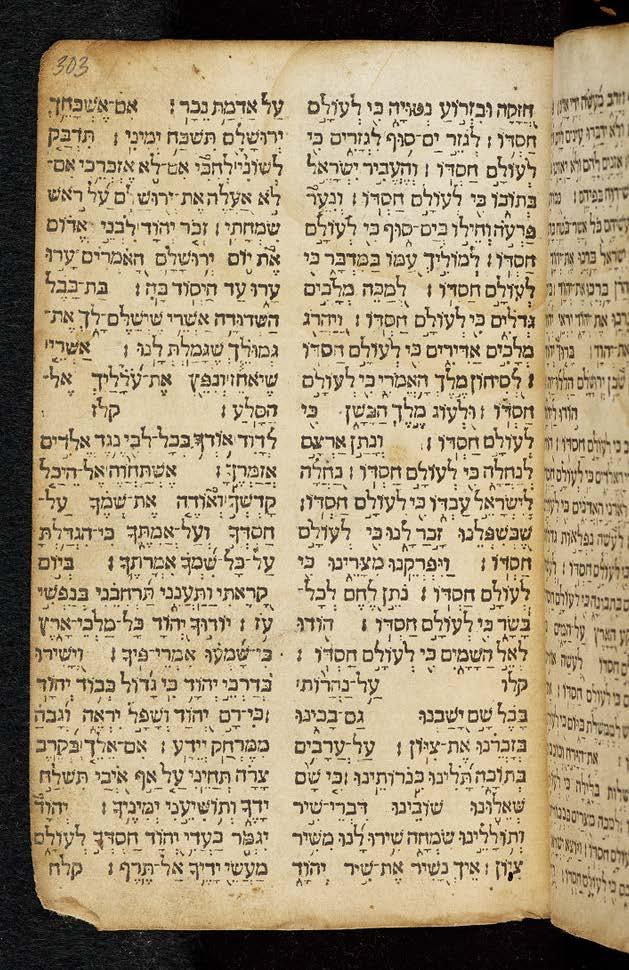 303
חזקה ובזרוע נטויה כי לעולם
חסדו : לגזר ים־סוף לגזרים כי
לעולם חסדו : והעביר ישראל
בתוכו כי לעולם חסדו : ונער
פרעה וחילו בים־סוף כי לעולם
חסדו : למוליך עמו במדבר כי
לעולם חסדו : למכה מלכים
גדלים כי לעולם חסדו : ויהרג
מלכים אדירים כי לעולם חסדו
: לסיחון מלך האמרי כי לעולם
חסדו : ולעוג מלך הבשן כי
לעולם חסדו : ונתן ארצם
לנחלה כי לעולם חסדו : נחלה
לישראל עבדו כי לעולם חסדו :
שבשפלנו זכר לנו כי לעולם
חסדו : ויפרקנו מצרינו כי
לעולם חסדו : נתן לחם לכל־
בשר כי לעולם חסדו : הודו
לאל השמים כי לעולם חסדו :
קלו על־נהרות
בבל שם ישבנו גם־בכינו
בזכרנו את־ציון : על־ערבים
בתוכה תלינו כנרותינו : כי שם
שאלונו שובינו דברי־שיר
ותוללינו שמחה שירו לנו משיר
ציון : איך נשיר את־שיר יהוה
על אדמת נכר : אם־אשכחך
ירושלם תשכח ימיני : תדבק
לשוני לחכי אם־לא אזכרכי אם־
לא אעלה את־ירושלם על ראש
שמחתי : זכר יהוה לבני אדום
את יום ירושלם האמרים ערו
ערו עד היסוד בה : בת־בבל
השדודה אשרי שישלם־לך את־
גמולך שגמלת לנו : אשרי
שיאחז ונפץ את־עלליך אל־
הסלע : קלז
לדוד אודך בכל־לבי נגד אלהים
אזמרך : אשתחוה אל־היכל
קדשך ואודה את־שמך על־
חסדך ועל־אמתך כי־הגדלת
על־כל־שמך אמרתך : ביום
קראתי ותענני תרהבני בנפשי
עז : יודוך יהוה כל־מלכי־ארץ
כי־שמעו אמרי־פיך : וישירו
בדרכי יהוה כי גדול כבוד יהוה
: כי־רם יהוה ושפל יראה וגבה
ממרחק יידע : אם־אלך בקרב
צרה תחיני על אף איבי תשלח
ידך ותושיעני ימינך : יהוה
יגמר בעדי יהוה חסדך לעולם
מעשי ידיך אל־תרף : קלח